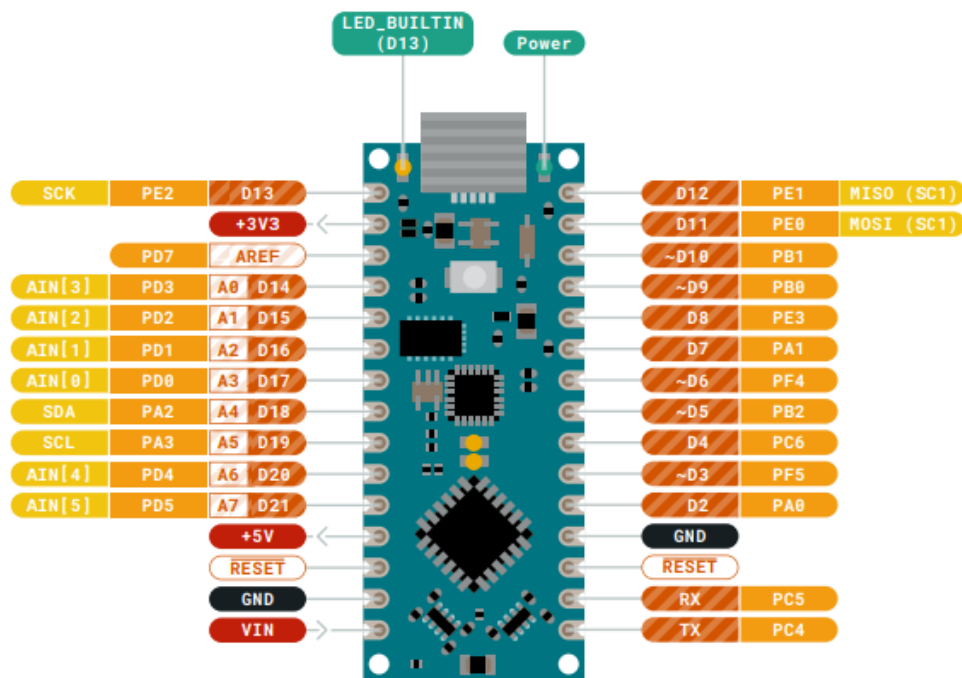 LED_BUILTIN
(D13)
Power
SCK PE2 D13
+3V3
PD7 AREF
AIN[3] PD3 A0 D14
AIN[2] PD2 A1 D15
AIN[1] PD1 A2 D16
AIN[0] PD0 A3 D17
SDA PA2 A4 D18
SCL PA3 A5 D19
AIN[4] PD4 A6 D20
AIN[5] PD5 A7 D21
+5V
RESET
GND
VIN
D12 PE1 MISO (SC1)
D11 PE0 MOSI (SC1)
~D10 PB1
~D9 PB0
D8 PE3
D7 PA1
~D6 PF4
~D5 PB2
D4 PC6
~D3 PF5
D2 PA0
GND
RESET
RX PC5
TX PC4